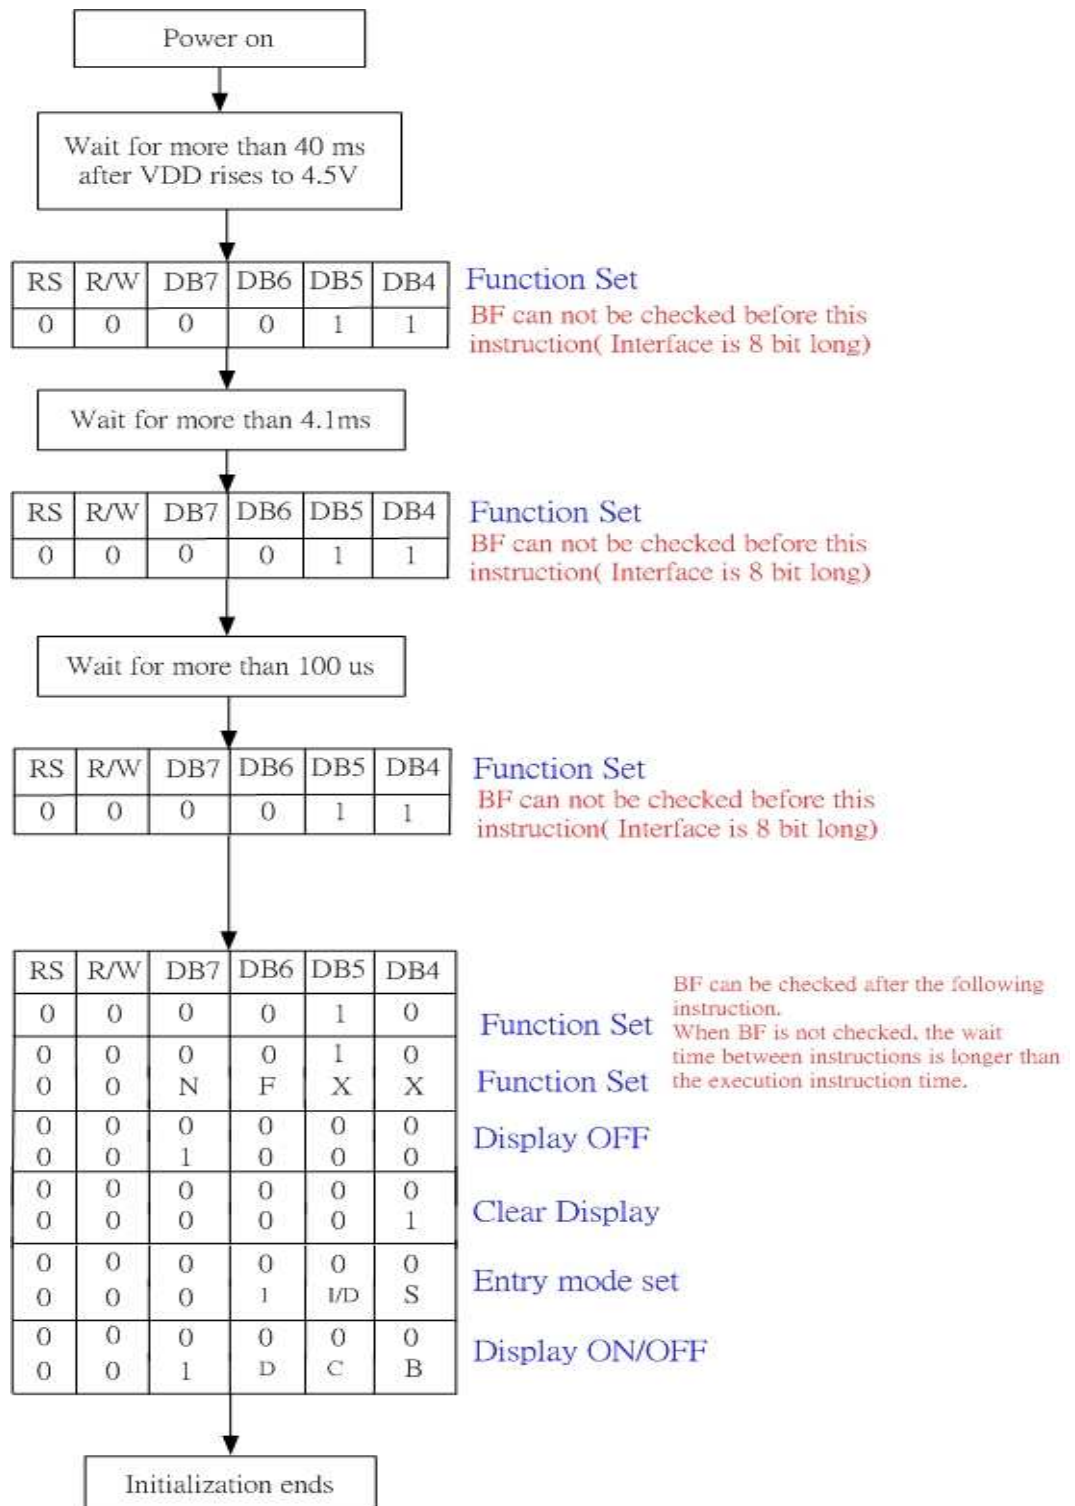 Power on
Wait for more than 40 ms
after VDD rises to 4.5V
RS R/W DB7 DB6 DB5 DB4
0 0 0 0 1 1
Function Set
BF can not be checked before this
instruction( Interface is 8 bit long)
Wait for more than 4.1ms
RS R/W DB7 DB6 DB5 DB4
0 0 0 0 1 1
Function Set
BF can not be checked before this
instruction( Interface is 8 bit long)
Wait for more than 100 us
RS R/W DB7 DB6 DB5 DB4
0 0 0 0 1 1
Function Set
BF can not be checked before this
instruction( Interface is 8 bit long)
RS R/W DB7 DB6 DB5 DB4
0 0 0 0 1 0
Function Set
0 0 0 0 1 0
0 0 N F X X
Function Set
BF can be checked after the following
instruction.
When BF is not checked, the wait
time between instructions is longer than
the execution instruction time.
0 0 0 0 0 0
0 0 1 0 0 0
Display OFF
0 0 0 0 0 0
0 0 0 0 0 1
Clear Display
0 0 0 0 0 0
0 0 0 1 I/D S
Entry mode set
0 0 0 0 0 0
0 0 1 D C B
Display ON/OFF
Initialization ends